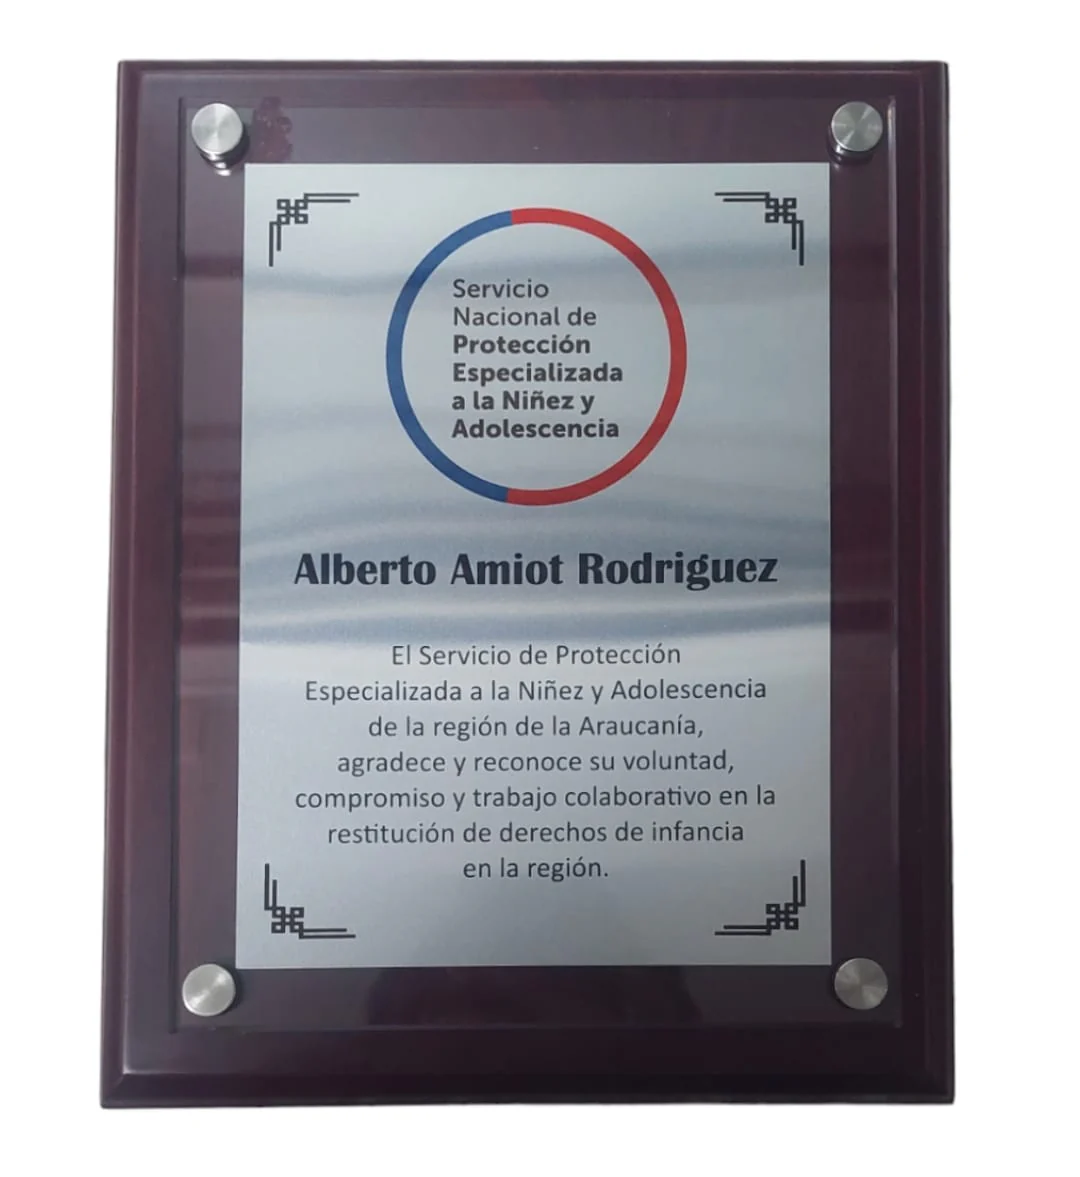 Servicio
Nacional de
Protección
Especializada
a la Niñez y
Adolescencia
Alberto Amiot Rodriguez
El Servicio de Protección
Especializada a la Niñez y Adolescencia
de la región de la Araucanía,
agradece y reconoce su voluntad,
compromiso y trabajo colaborativo en la
restitución de derechos de infancia
en la región.